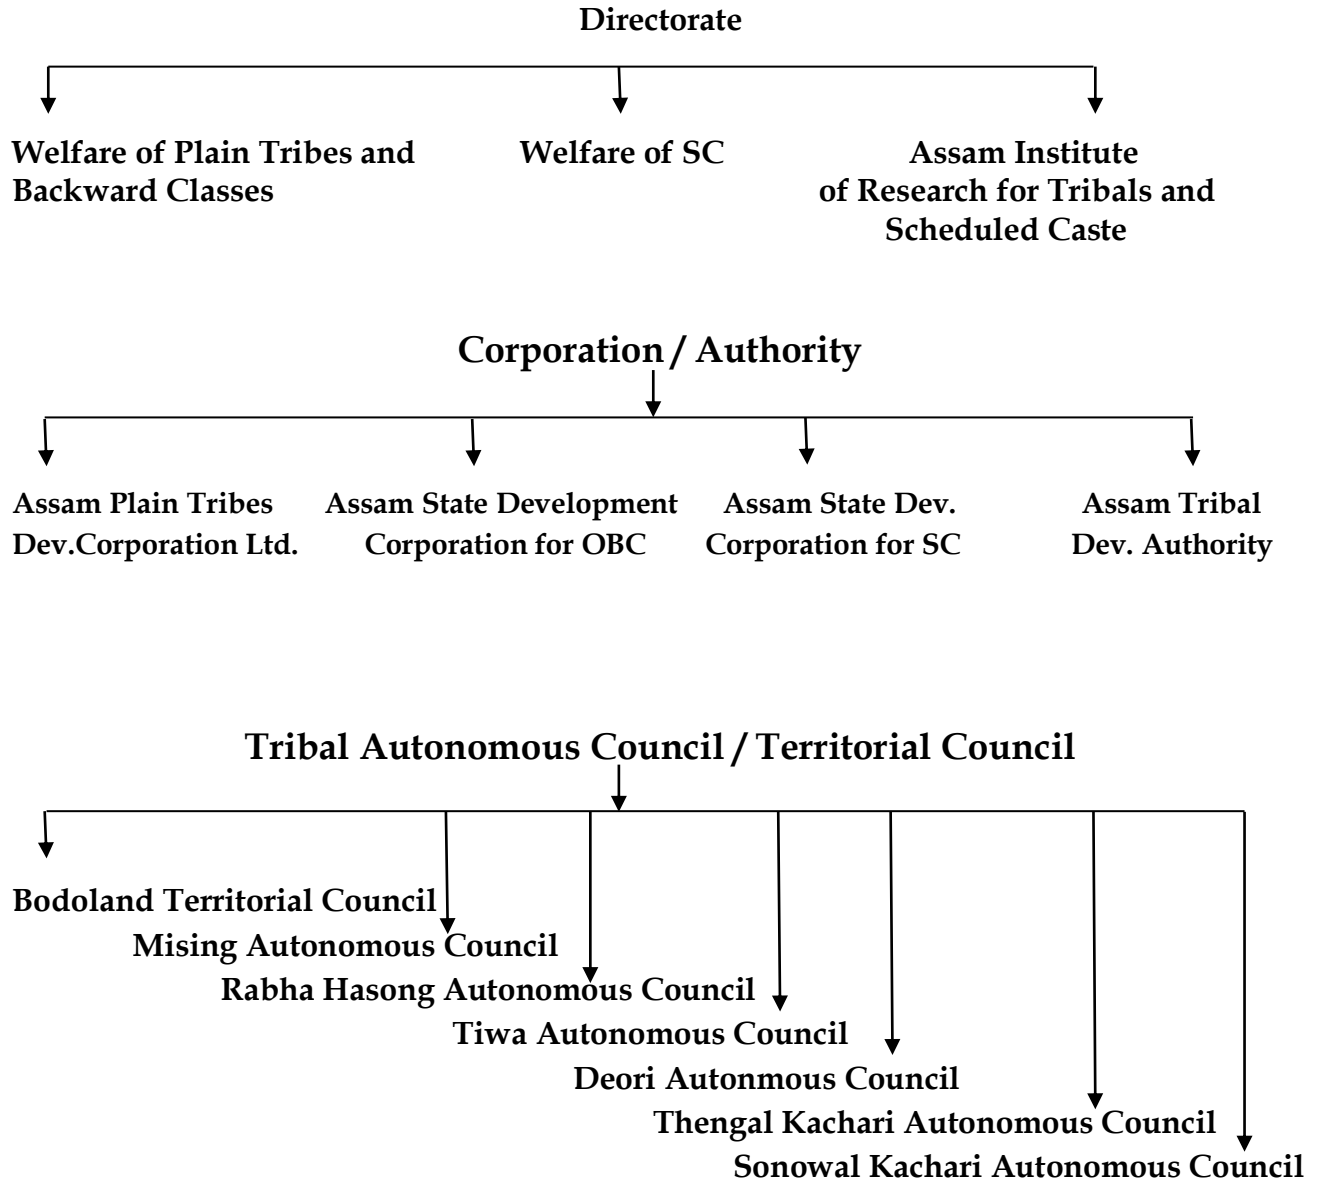 Directorate
Welfare of Plain Tribes and
Backward Classes
Welfare of SC
Assam Institute
of Research for Tribals and
Scheduled Caste
Corporation / Authority
Assam Plain Tribes
Dev.Corporation Ltd.
Assam State Development
Corporation for OBC
Assam State Dev.
Corporation for SC
Assam Tribal
Dev. Authority
Tribal Autonomous Council / Territorial Council
Bodoland Territorial Council
Mising Autonomous Council
Rabha Hasong Autonomous Council
Tiwa Autonomous Council
Deori Autonmous Council
Thengal Kachari Autonomous Council
Sonowal Kachari Autonomous Council